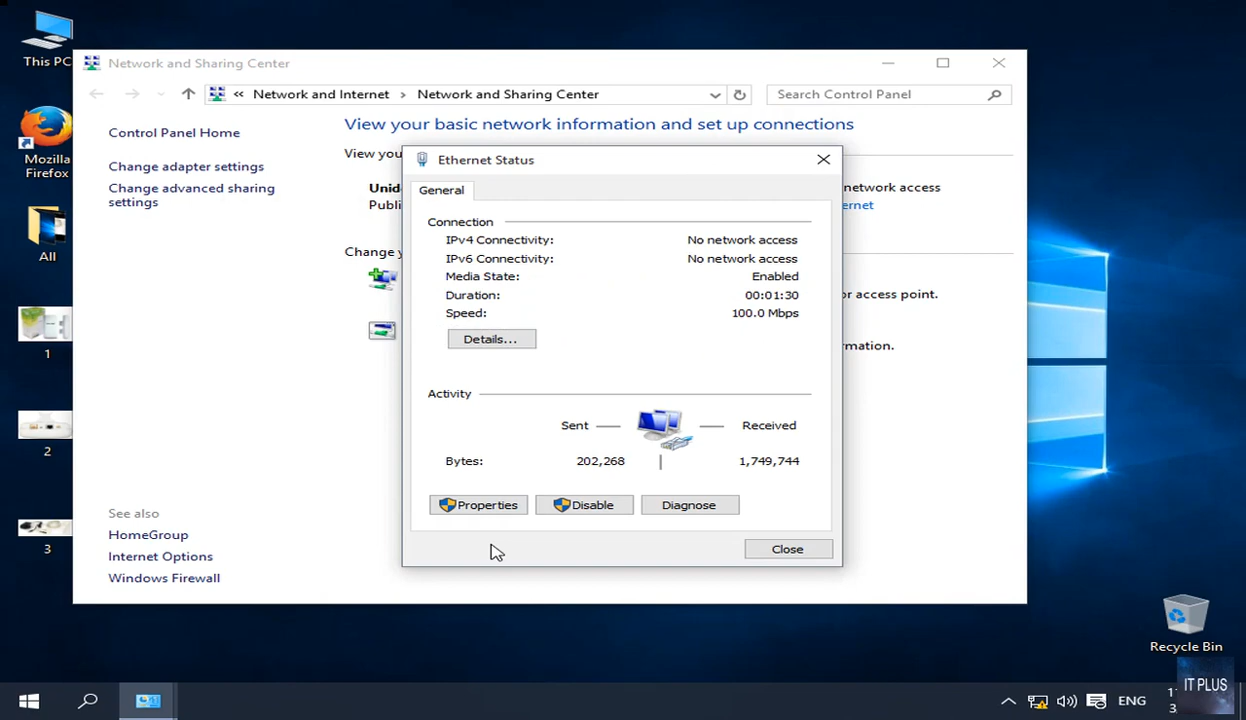 This PC
Mozilla
Firefox
All
1
2
3
Network and Sharing Center
« Network and Internet › Network and Sharing Center
Search Control Panel
Control Panel Home
Change adapter settings
Change advanced sharing
settings
See also
HomeGroup
Internet Options
Windows Firewall
View your basic network information and set up connections
View you
Unid
Publi
network access
ernet
Change y
or access point.
rmation.
Ethernet Status
General
Connection
IPv4 Connectivity: No network access
IPv6 Connectivity: No network access
Media State: Enabled
Duration: 00:01:30
Speed: 100.0 Mbps
Details...
Activity
Sent — — Received
Bytes: 202,268 | 1,749,744
Properties Disable Diagnose
Close
Recycle Bin
ENG
IT PLUS